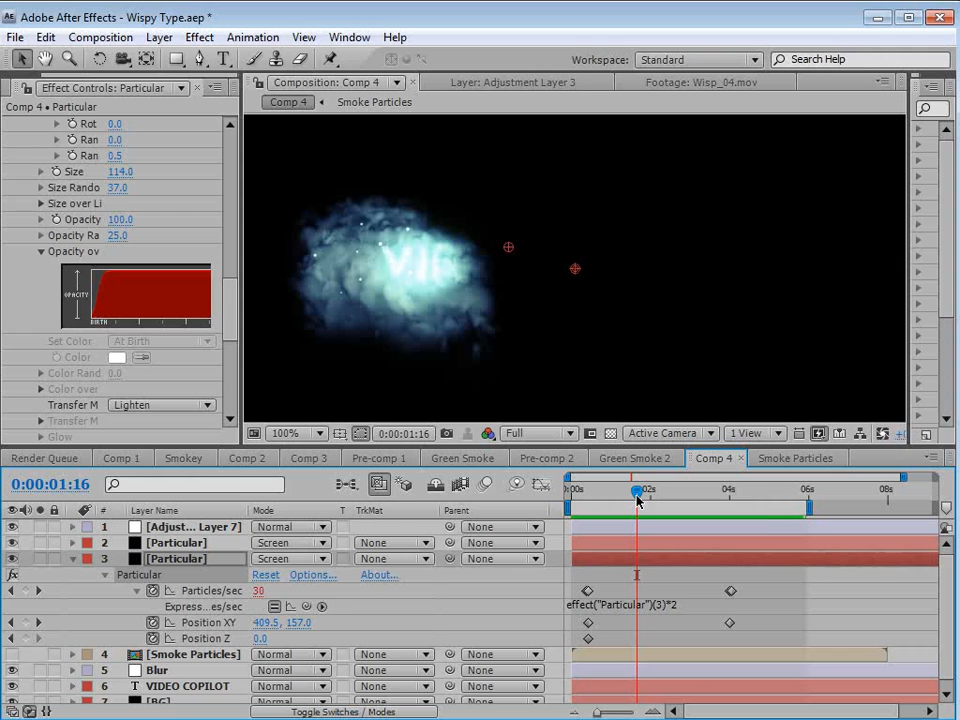 Adobe After Effects - Wispy Type.aep *
File Edit Composition Layer Effect Animation View Window Help
Workspace: Standard Search Help
Effect Controls: Particular
Composition: Comp 4 Layer: Adjustment Layer 3 Footage: Wisp_04.mov
Comp 4 • Particular
Comp 4 Smoke Particles
Rot 0.0
Ran 0.0
Ran 0.5
Size 114.0
Size Rando 37.0
Size over Li
Opacity 100.0
Opacity Ra 25.0
Opacity ov
OPACITY
BIRTH
Set Color At Birth
Color
Color Rand 0.0
Color over
Transfer M Lighten
Transfer M
Glow
VID
100% 0:00:01:16 Full Active Camera 1 View
Render Queue Comp 1 Smokey Comp 2 Comp 3 Pre-comp 1 Green Smoke Pre-comp 2 Green Smoke 2 Comp 4 Smoke Particles
0:00:01:16
0:00s 02s 04s 06s 08s
# Layer Name Mode T TrkMat Parent
1 [Adjust... Layer 7] Normal None
2 [Particular] Screen None None
3 [Particular] Screen None None
fx Particular Reset Options... About...
Particles/sec 30
Express...es/sec effect("Particular")(3)*2
Position XY 409.5, 157.0
Position Z 0.0
4 [Smoke Particles] Normal None None
5 Blur Normal None None
6 T VIDEO COPILOT Normal None None
7 [BG] Normal None None
Toggle Switches / Modes